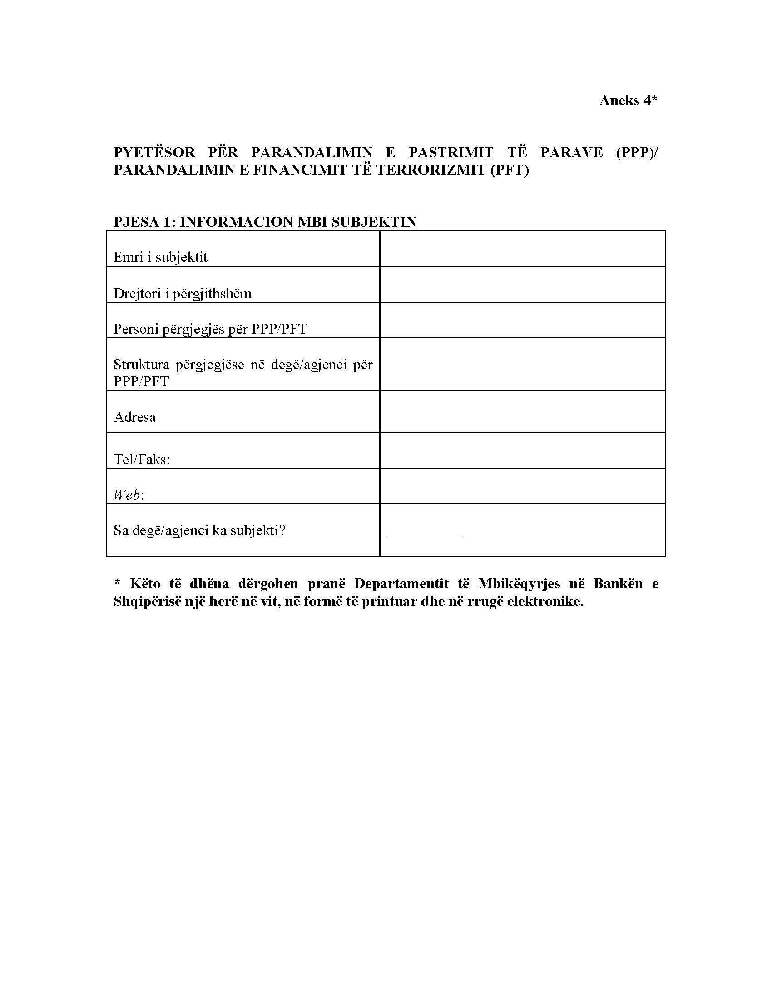 Aneks 4*
PYETËSOR PËR PARANDALIMIN E PASTRIMIT TË PARAVE (PPP)/
PARANDALIMIN E FINANCIMIT TË TERRORIZMIT (PFT)
PJESA 1: INFORMACION MBI SUBJEKTIN
Emri i subjektit
Drejtori i përgjithshëm
Personi përgjegjës për PPP/PFT
Struktura përgjegjëse në degë/agjenci për
PPP/PFT
Adresa
Tel/Faks:
Web:
Sa degë/agjenci ka subjekti? __________
* Këto të dhëna dërgohen pranë Departamentit të Mbikëqyrjes në Bankën e
Shqipërisë një herë në vit, në formë të printuar dhe në rrugë elektronike.